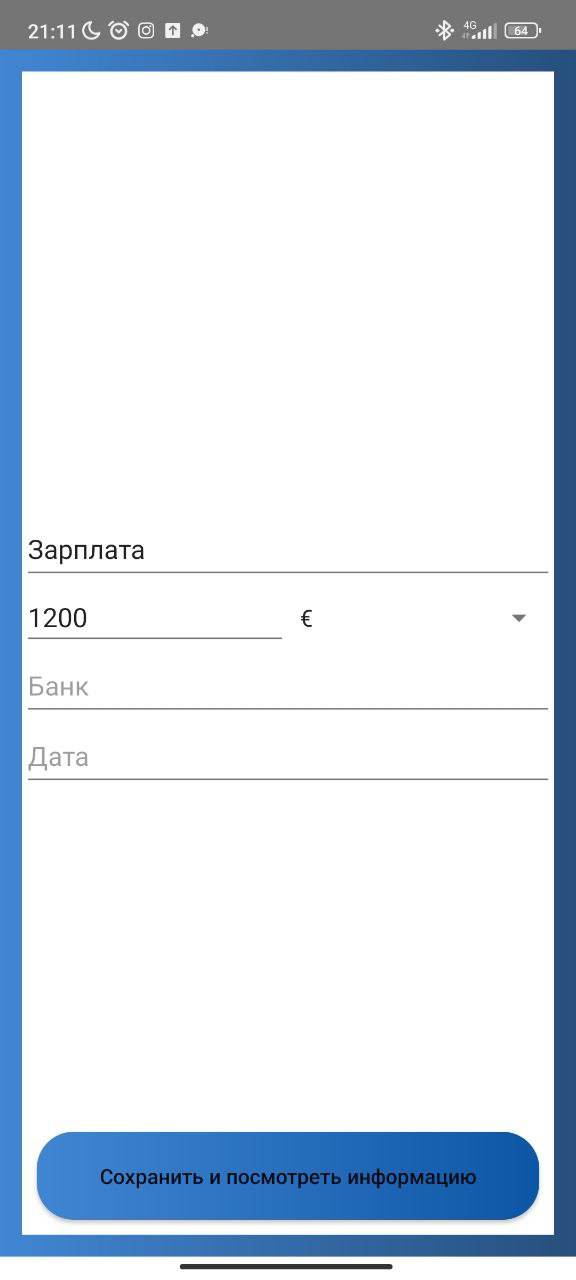 21:11 4G 64
Зарплата
1200 €
Банк
Дата
Сохранить и посмотреть информацию